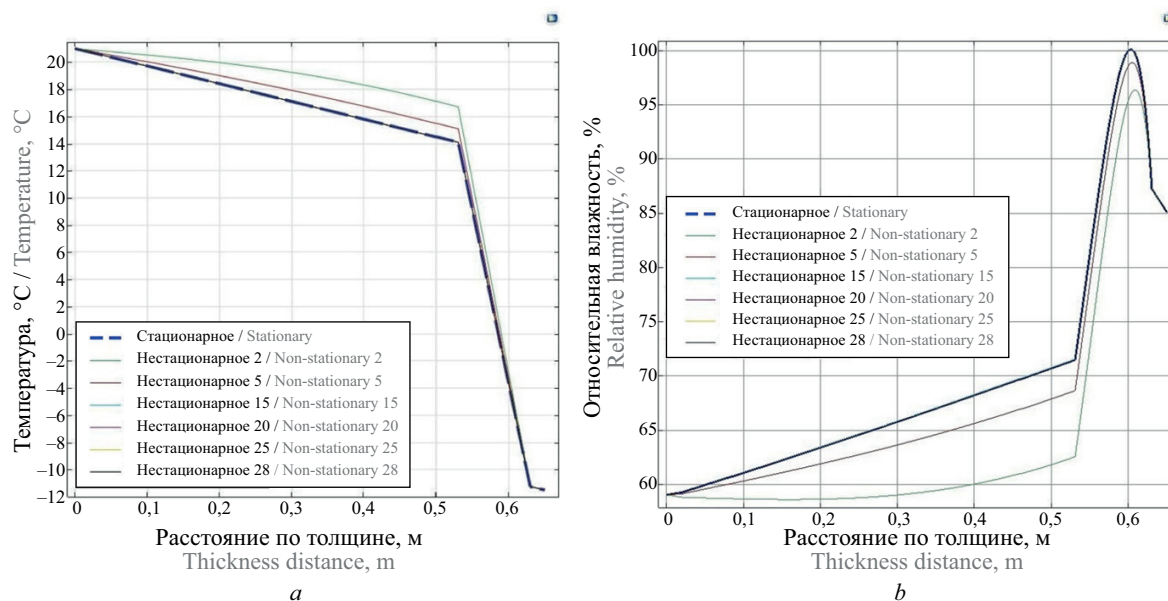 Температура, °C / Temperature, °C
20
18
16
14
12
10
8
6
4
2
0
–2
–4
–6
–8
–10
–12
Стационарное / Stationary
Нестационарное 2 / Non-stationary 2
Нестационарное 5 / Non-stationary 5
Нестационарное 15 / Non-stationary 15
Нестационарное 20 / Non-stationary 20
Нестационарное 25 / Non-stationary 25
Нестационарное 28 / Non-stationary 28
0 0,1 0,2 0,3 0,4 0,5 0,6
Расстояние по толщине, м
Thickness distance, m
a
Относительная влажность, %
Relative humidity, %
100
95
90
85
80
75
70
65
60
Стационарное / Stationary
Нестационарное 2 / Non-stationary 2
Нестационарное 5 / Non-stationary 5
Нестационарное 15 / Non-stationary 15
Нестационарное 20 / Non-stationary 20
Нестационарное 25 / Non-stationary 25
Нестационарное 28 / Non-stationary 28
0 0,1 0,2 0,3 0,4 0,5 0,6
Расстояние по толщине, м
Thickness distance, m
b